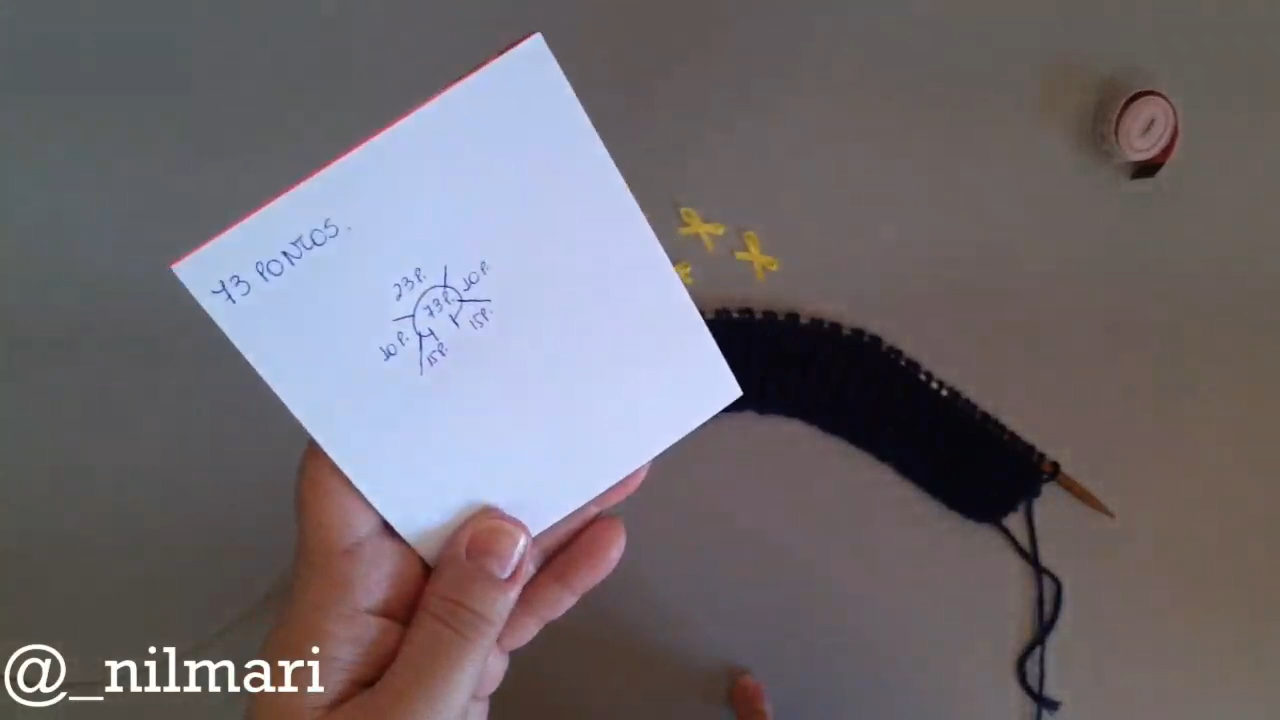 73 PONTOS.
23 P.
10 P.
73 P.
10 P.
15 P.
15 P.
@_nilmari